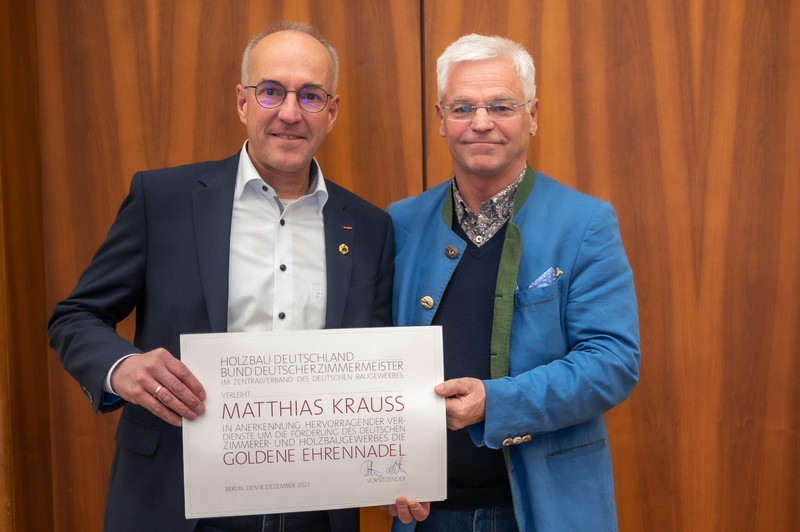 HOLZBAU DEUTSCHLAND
BUND DEUTSCHER ZIMMERMEISTER
IM ZENTRALVERBAND DES DEUTSCHEN BAUGEWERBES
VERLEIHT
MATTHIAS KRAUSS
IN ANERKENNUNG HERVORRAGENDER VER-
DIENSTE UM DIE FÖRDERUNG DES DEUTSCHEN
ZIMMERER- UND HOLZBAUGEWERBES DIE
GOLDENE EHRENNADEL
BERLIN, DEN 8. DEZEMBER 2022
VORSITZENDER